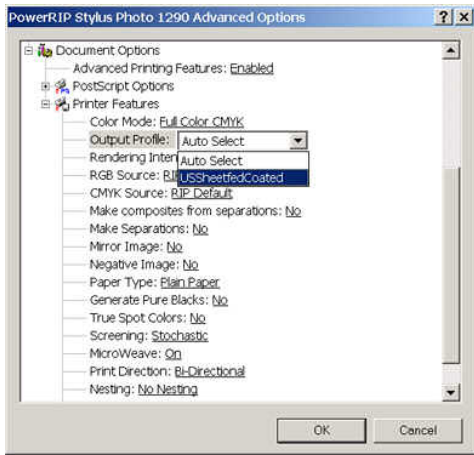 PowerRIP Stylus Photo 1290 Advanced Options
Document Options
Advanced Printing Features: Enabled
PostScript Options
Printer Features
Color Mode: Full Color CMYK
Output Profile: Auto Select
Rendering Inten
Auto Select
RGB Source: RIP
USSheetfedCoated
CMYK Source: RIP Default
Make composites from separations: No
Make Separations: No
Mirror Image: No
Negative Image: No
Paper Type: Plain Paper
Generate Pure Blacks: No
True Spot Colors: No
Screening: Stochastic
MicroWeave: On
Print Direction: Bi-Directional
Nesting: No Nesting
OK
Cancel